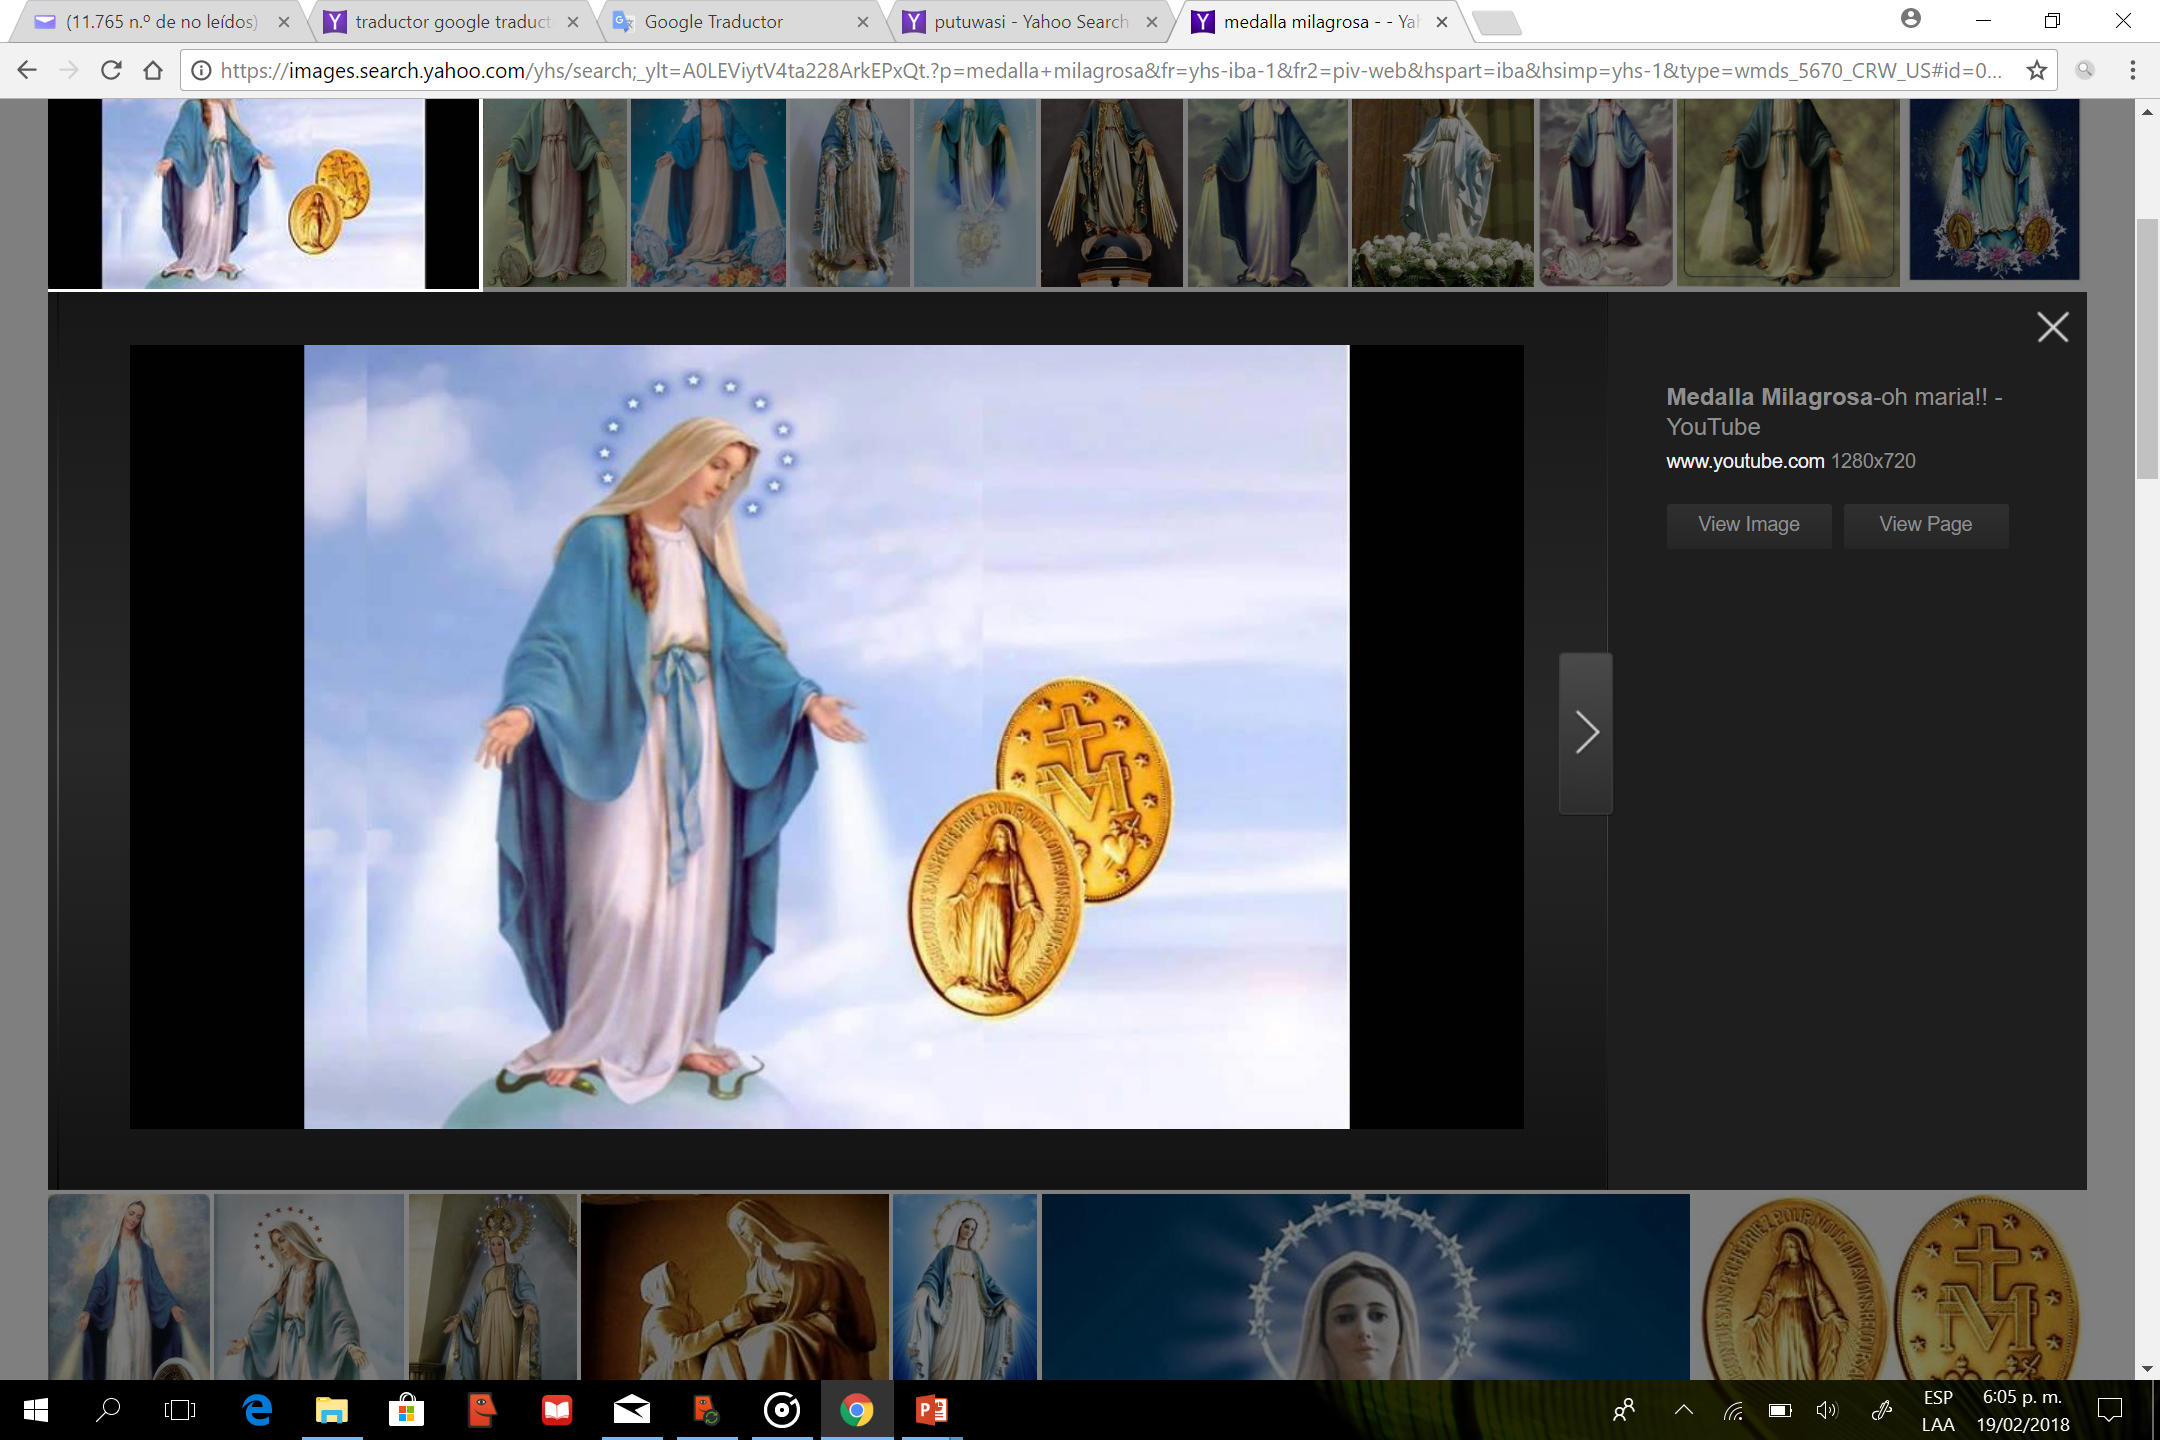 (11.765 n.º de no leídos)
traductor google traduct
Google Traductor
putuwasi - Yahoo Search
medalla milagrosa - - Yah
https://images.search.yahoo.com/yhs/search;_ylt=A0LEViytV4ta228ArkEPxQt.?p=medalla+milagrosa&fr=yhs-iba-1&fr2=piv-web&hspart=iba&hsimp=yhs-1&type=wmds_5670_CRW_US#id=0...
Medalla Milagrosa-oh maria!! -
YouTube
www.youtube.com 1280x720
View Image
View Page
ESP
LAA
6:05 p. m.
19/02/2018